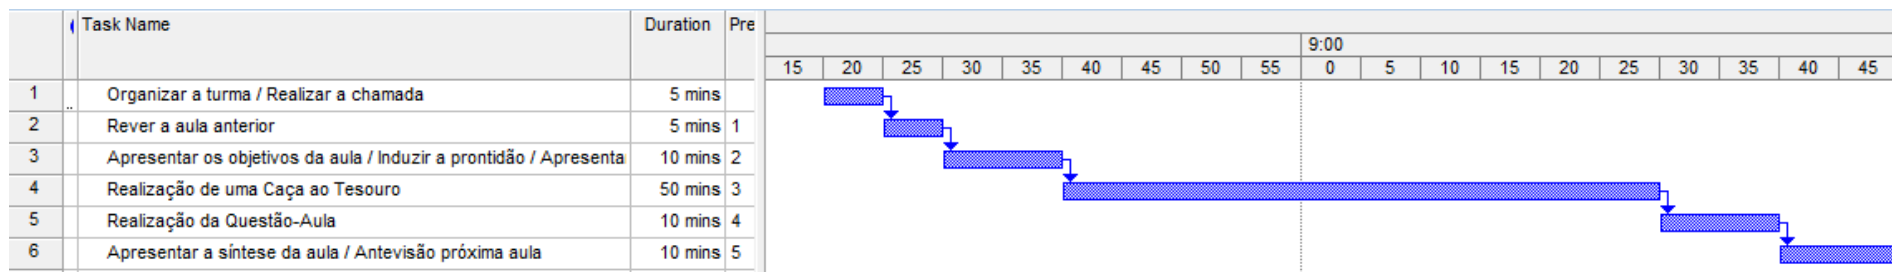 Task Name Duration Pre
9:00
15 20 25 30 35 40 45 50 55 0 5 10 15 20 25 30 35 40 45
1 Organizar a turma / Realizar a chamada 5 mins
2 Rever a aula anterior 5 mins 1
3 Apresentar os objetivos da aula / Induzir a prontidão / Apresenta 10 mins 2
4 Realização de uma Caça ao Tesouro 50 mins 3
5 Realização da Questão-Aula 10 mins 4
6 Apresentar a síntese da aula / Antevisão próxima aula 10 mins 5